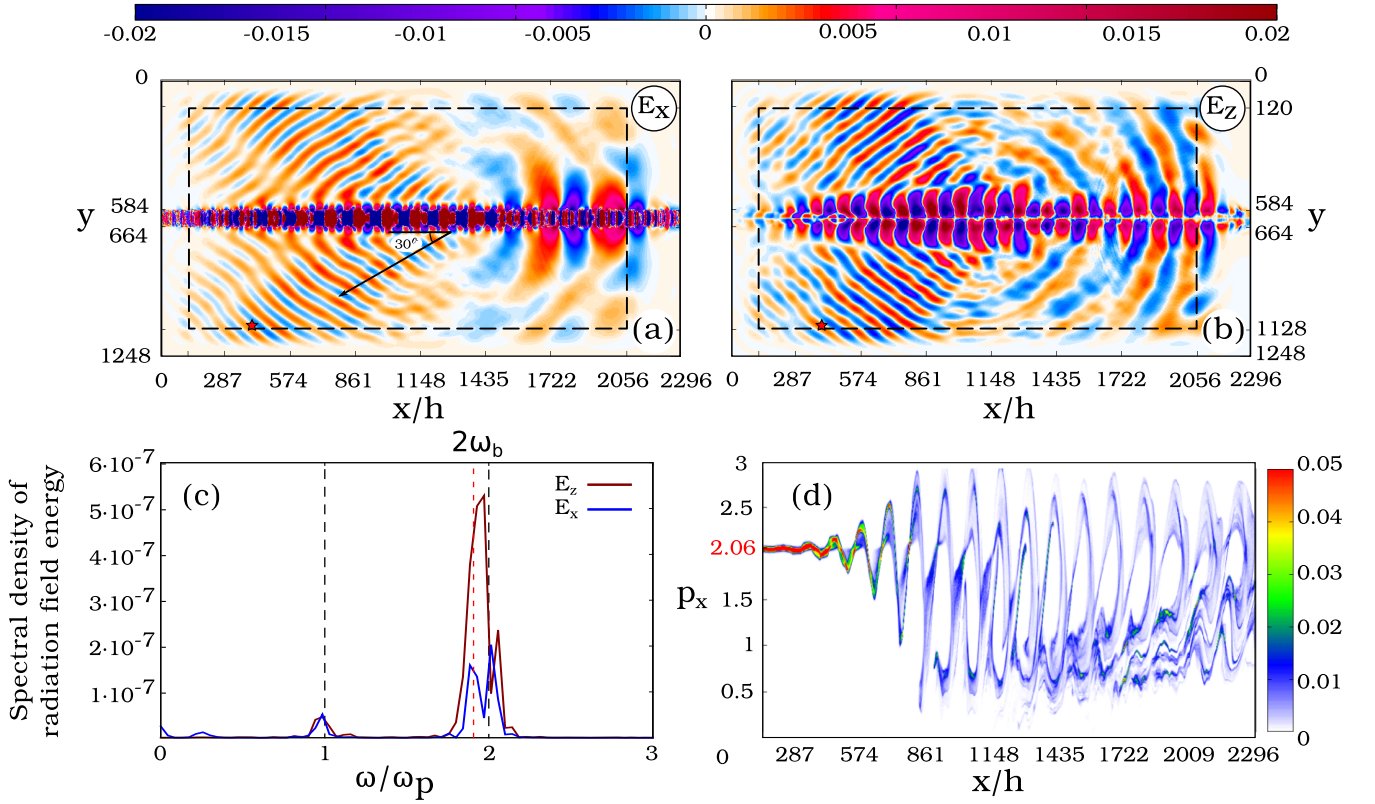 -0.02 -0.015 -0.01 -0.005 0 0.005 0.01 0.015 0.02
0 584 y 664 1248
Ex
30°
(a)
0 287 574 861 1148 1435 1722 2056 2296
x/h
Ez
(b)
0 120 584 y 664 1128 1248
0 287 574 861 1148 1435 1722 2056 2296
x/h
2ωb
Spectral density of
radiation field energy
6·10-7
5·10-7
4·10-7
3·10-7
2·10-7
1·10-7
(c)
Ez
Ex
0 1 2 3
ω/ωp
3
2.5
2.06
px
1.5
1
0.5
0
(d)
287 574 861 1148 1435 1722 2009 2296
x/h
0.05
0.04
0.03
0.02
0.01
0